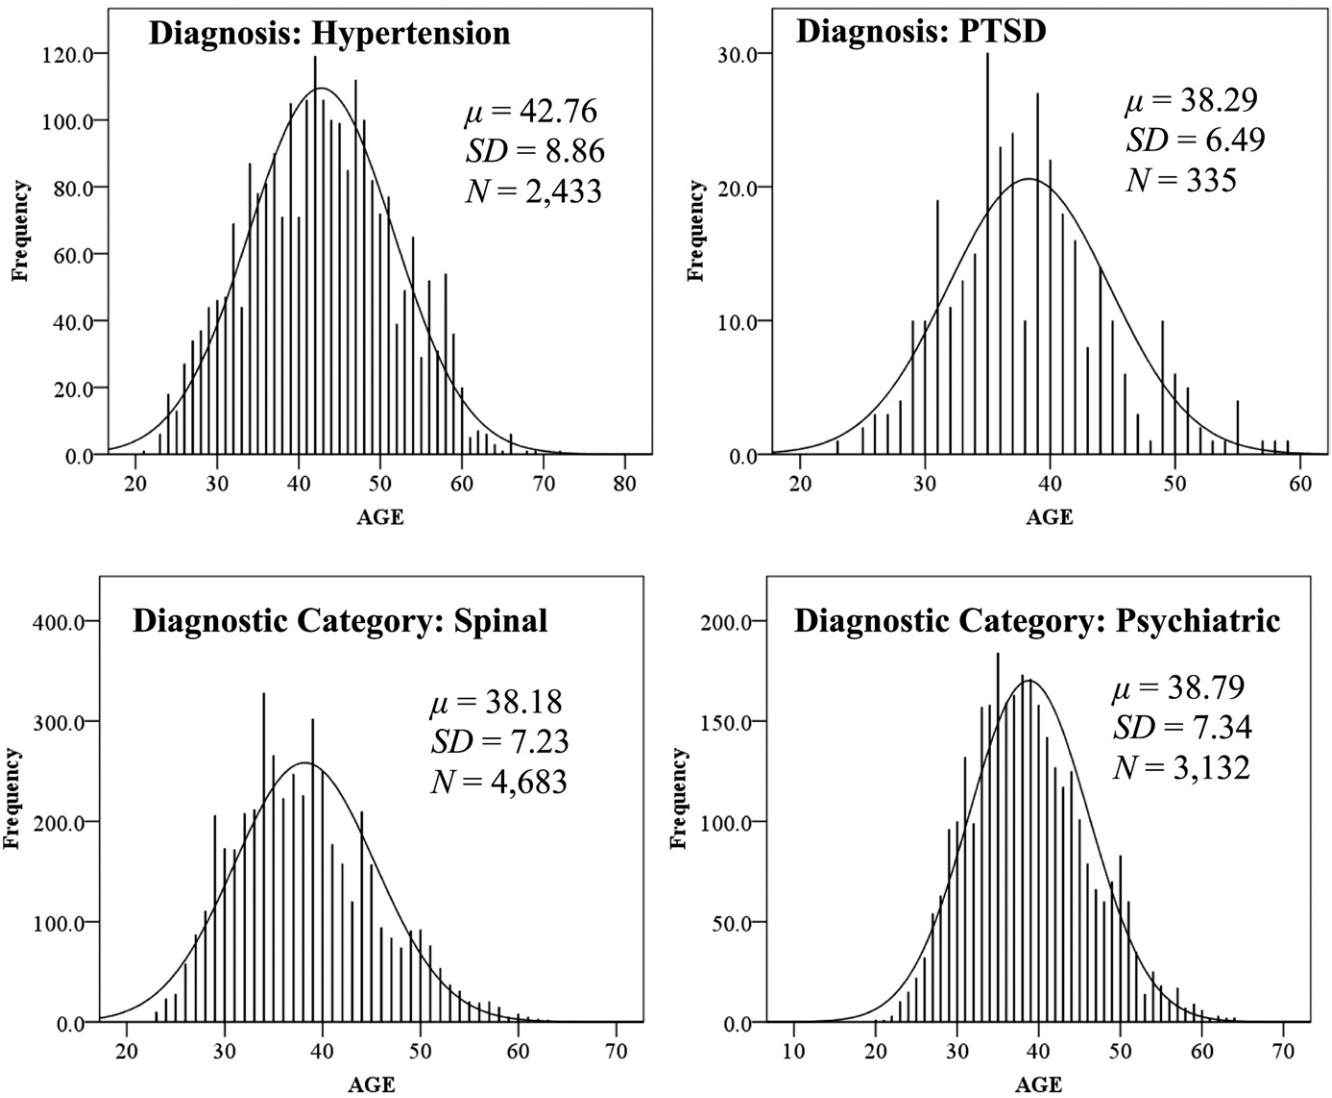 Diagnosis: Hypertension
μ = 42.76
SD = 8.86
N = 2,433
Frequency
120.0
100.0
80.0
60.0
40.0
20.0
0.0
20 30 40 50 60 70 80
AGE
Diagnosis: PTSD
μ = 38.29
SD = 6.49
N = 335
Frequency
30.0
20.0
10.0
0.0
20 30 40 50 60
AGE
Diagnostic Category: Spinal
μ = 38.18
SD = 7.23
N = 4,683
Frequency
400.0
300.0
200.0
100.0
0.0
20 30 40 50 60 70
AGE
Diagnostic Category: Psychiatric
μ = 38.79
SD = 7.34
N = 3,132
Frequency
200.0
150.0
100.0
50.0
0.0
10 20 30 40 50 60 70
AGE